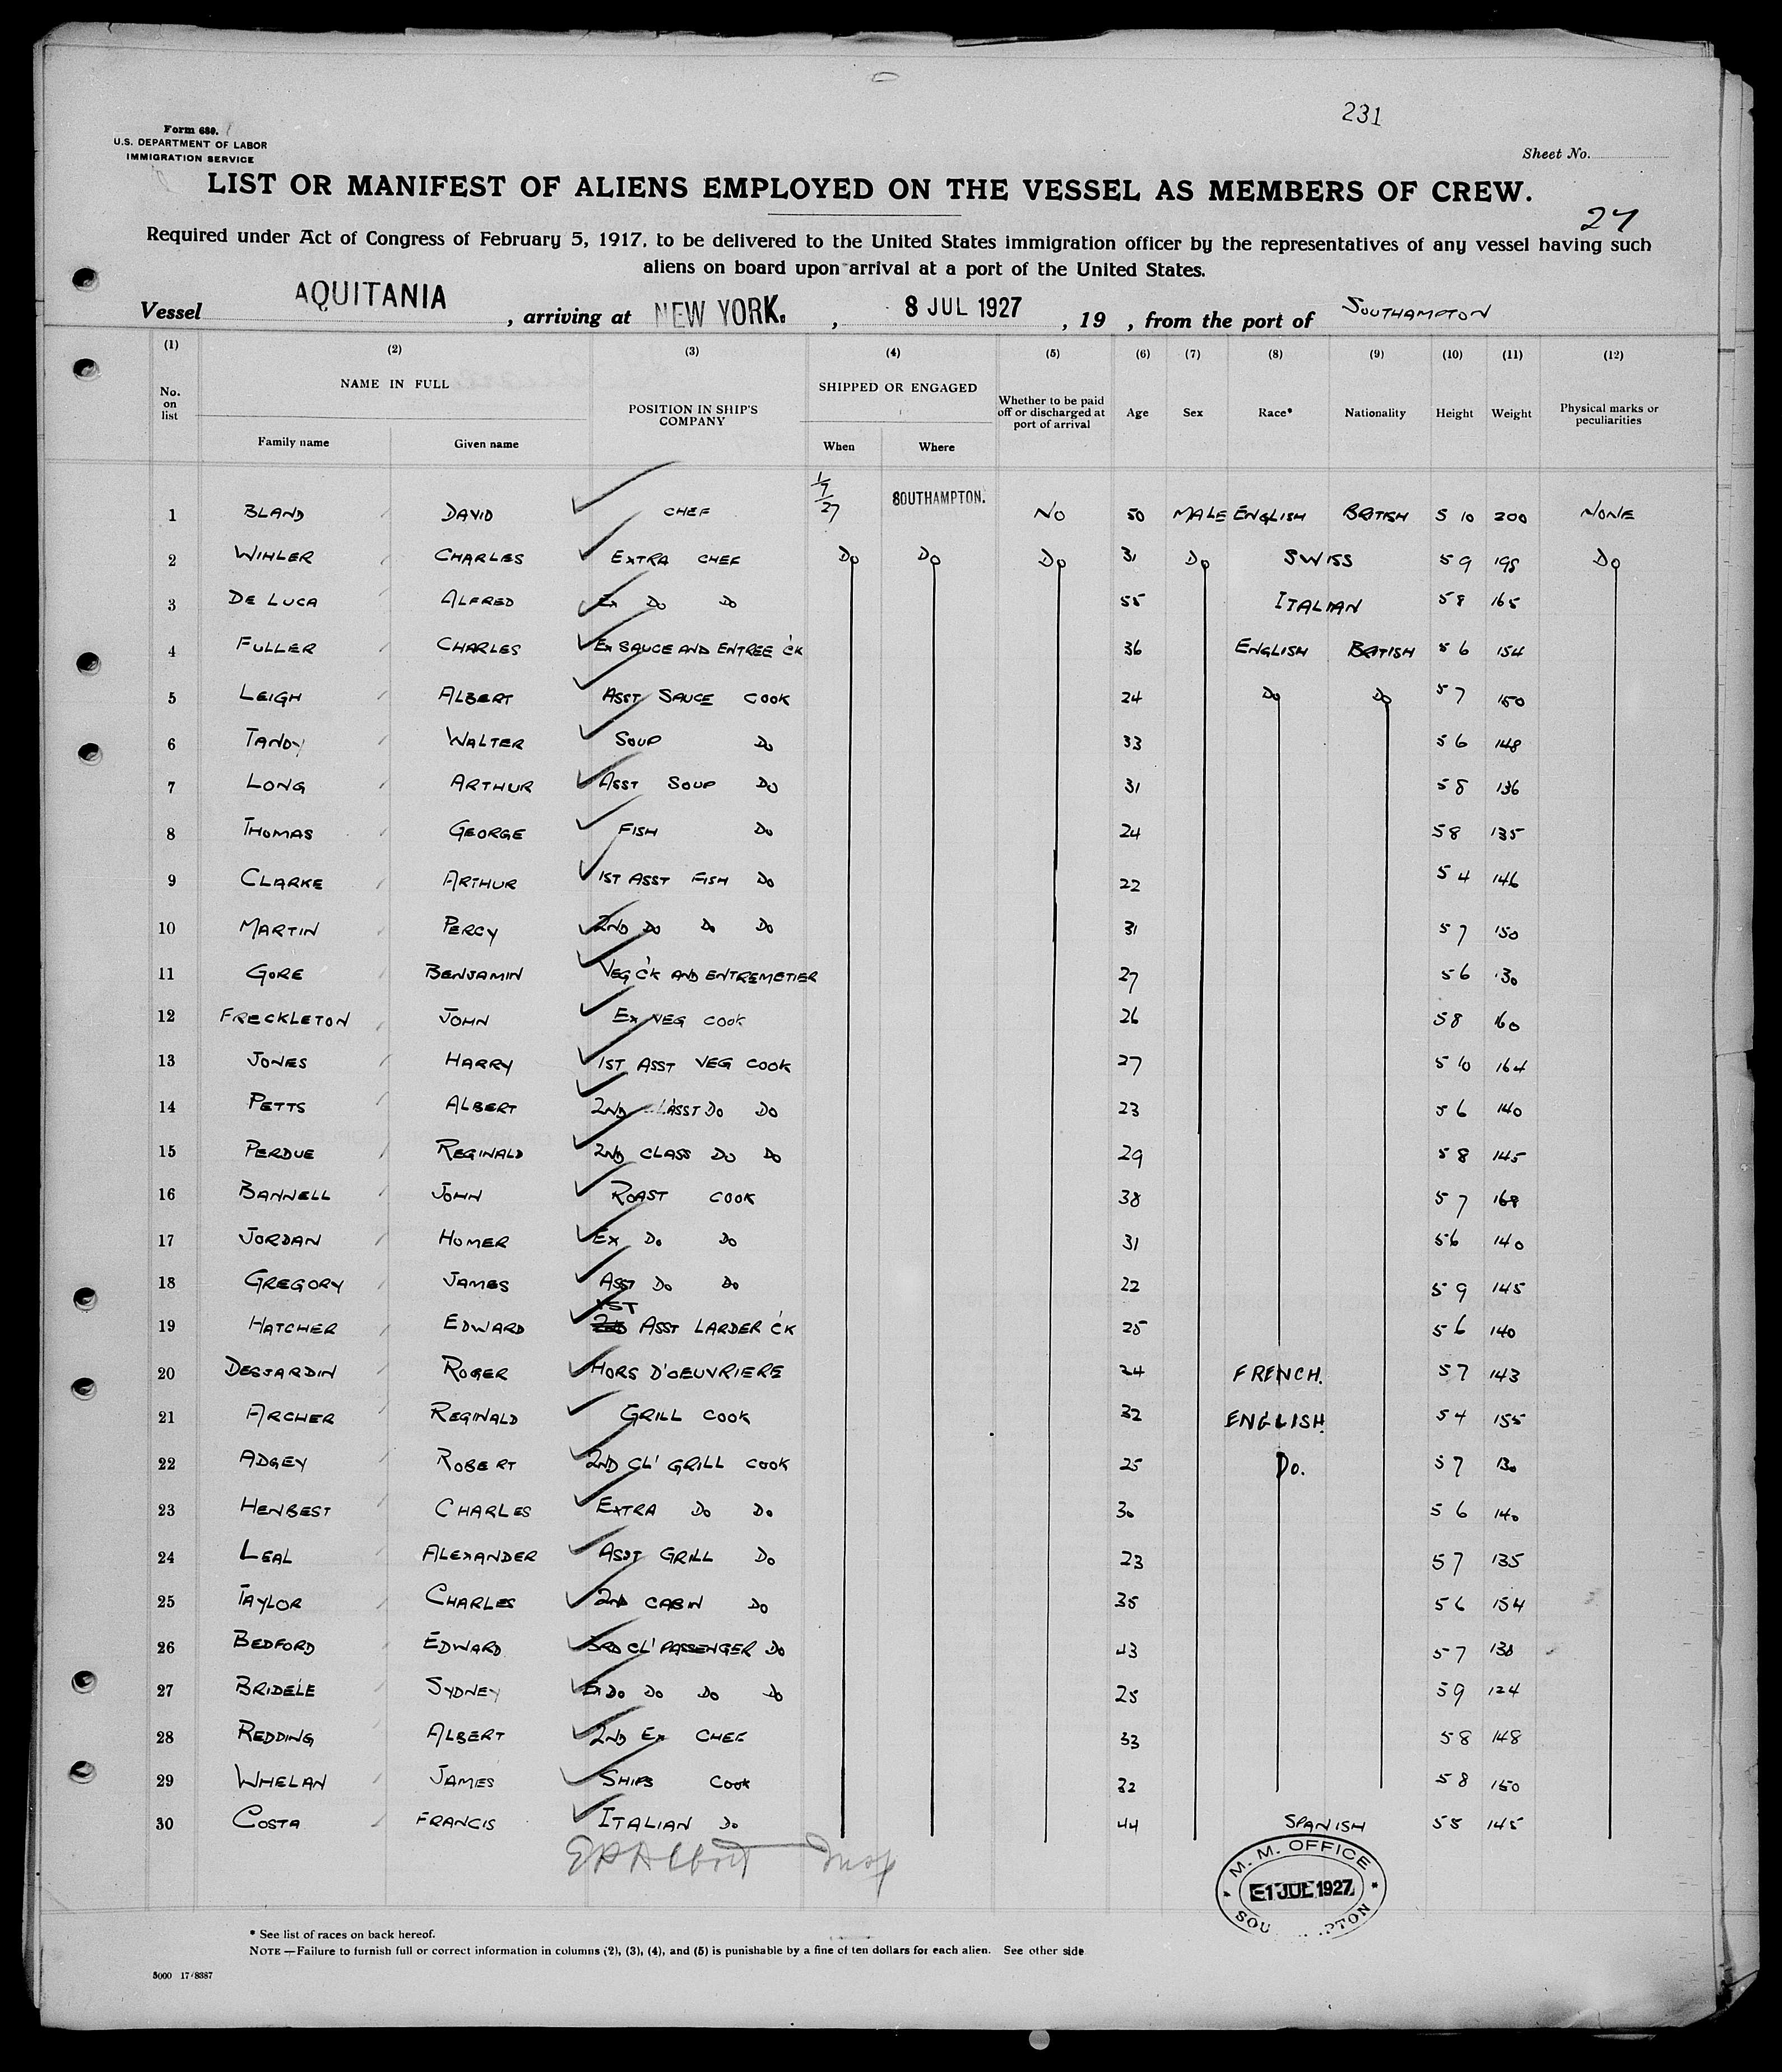 231
Form 680.
U.S. DEPARTMENT OF LABOR
IMMIGRATION SERVICE
Sheet No.
LIST OR MANIFEST OF ALIENS EMPLOYED ON THE VESSEL AS MEMBERS OF CREW.
27
Required under Act of Congress of February 5, 1917, to be delivered to the United States immigration officer by the representatives of any vessel having such
aliens on board upon arrival at a port of the United States.
Vessel AQUITANIA , arriving at NEW YORK. , 8 JUL 1927 , 19 , from the port of SOUTHAMPTON
(1) (2) (3) (4) (5) (6) (7) (8) (9) (10) (11) (12)
No. on list NAME IN FULL POSITION IN SHIP'S COMPANY SHIPPED OR ENGAGED Whether to be paid off or discharged at port of arrival Age Sex Race* Nationality Height Weight Physical marks or peculiarities
Family name Given name When Where
1 BLAND DAVID CHEF 1/7/27 SOUTHAMPTON. NO 50 MALE ENGLISH BRITISH 5 10 200 NONE
2 WIHLER CHARLES EXTRA CHEF DO DO DO 31 DO SWISS 5 9 198 DO
3 DE LUCA ALFRED EX DO DO 55 ITALIAN 5 8 165
4 FULLER CHARLES EX SAUCE AND ENTREE C'K 36 ENGLISH BRITISH 5 6 154
5 LEIGH ALBERT ASST SAUCE COOK 24 DO DO 5 7 150
6 TANDY WALTER SOUP DO 33 5 6 148
7 LONG ARTHUR ASST SOUP DO 31 5 8 136
8 THOMAS GEORGE FISH DO 24 5 8 135
9 CLARKE ARTHUR 1ST ASST FISH DO 22 5 4 146
10 MARTIN PERCY 2ND DO DO DO 31 5 7 150
11 GORE BENJAMIN VEG C'K AND ENTREMETIER 27 5 6 130
12 FRECKLETON JOHN EX VEG COOK 26 5 8 160
13 JONES HARRY 1ST ASST VEG COOK 27 5 10 164
14 PETTS ALBERT 2ND ASST DO DO 23 5 6 140
15 PERDUE REGINALD 2ND CLASS DO DO 29 5 8 145
16 BANNELL JOHN ROAST COOK 38 5 7 168
17 JORDAN HOMER EX DO DO 31 5 6 140
18 GREGORY JAMES ASST DO DO 22 5 9 145
19 HATCHER EDWARD 1ST ASST LARDER C'K 25 5 6 140
20 DESJARDIN ROGER HORS D'OEUVRIERE 24 FRENCH. 5 7 143
21 ARCHER REGINALD GRILL COOK 32 ENGLISH. 5 4 155
22 ADGEY ROBERT 2ND CL' GRILL COOK 25 DO. 5 7 130
23 HENBEST CHARLES EXTRA DO DO 30 5 6 140
24 LEAL ALEXANDER ASST GRILL DO 23 5 7 135
25 TAYLOR CHARLES 2ND CABIN DO 35 5 6 154
26 BEDFORD EDWARD 3RD CL' PASSENGER DO 43 5 7 138
27 BRIDELE SYDNEY EX DO DO DO DO 25 5 9 124
28 REDDING ALBERT 2ND EX CHEF 33 5 8 148
29 WHELAN JAMES SHIPS COOK 32 5 8 150
30 COSTA FRANCIS ITALIAN DO 44 SPANISH 5 5 145
M. M. OFFICE
1 JUL 1927
* See list of races on back hereof.
NOTE —Failure to furnish full or correct information in columns (2), (3), (4), and (5) is punishable by a fine of ten dollars for each alien. See other side
5000 17/8387